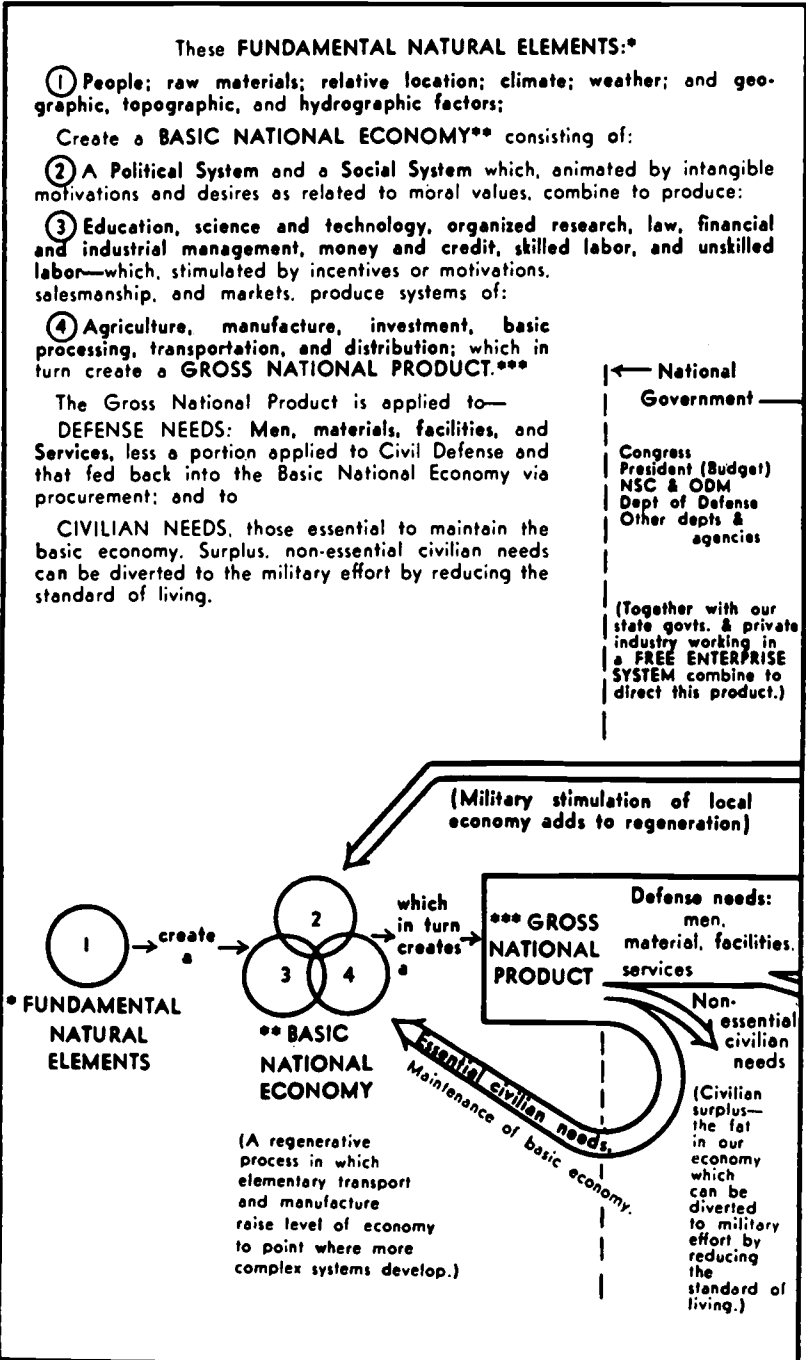 These FUNDAMENTAL NATURAL ELEMENTS:*
① People; raw materials; relative location; climate; weather; and geo-
graphic, topographic, and hydrographic factors;
Create a BASIC NATIONAL ECONOMY** consisting of:
② A Political System and a Social System which, animated by intangible
motivations and desires as related to moral values, combine to produce:
③ Education, science and technology, organized research, law, financial
and industrial management, money and credit, skilled labor, and unskilled
labor—which, stimulated by incentives or motivations,
salesmanship, and markets, produce systems of:
④ Agriculture, manufacture, investment, basic
processing, transportation, and distribution; which in
turn create a GROSS NATIONAL PRODUCT.***
The Gross National Product is applied to—
DEFENSE NEEDS: Men, materials, facilities, and
Services, less a portion applied to Civil Defense and
that fed back into the Basic National Economy via
procurement; and to
CIVILIAN NEEDS, those essential to maintain the
basic economy. Surplus, non-essential civilian needs
can be diverted to the military effort by reducing the
standard of living.
National
Government
Congress
President (Budget)
NSC & ODM
Dept of Defense
Other depts &
agencies
(Together with our
state govts. & private
industry working in
a FREE ENTERPRISE
SYSTEM combine to
direct this product.)
(Military stimulation of local
economy adds to regeneration)
1
create
a
2
3
4
which
in turn
creates
a
*** GROSS
NATIONAL
PRODUCT
Defense needs:
men,
material, facilities,
services
* FUNDAMENTAL
NATURAL
ELEMENTS
** BASIC
NATIONAL
ECONOMY
(A regenerative
process in which
elementary transport
and manufacture
raise level of economy
to point where more
complex systems develop.)
Essential civilian needs,
Maintenance of basic economy.
Non-
essential
civilian
needs
(Civilian
surplus—
the fat
in our
economy
which
can be
diverted
to military
effort by
reducing
the
standard of
living.)